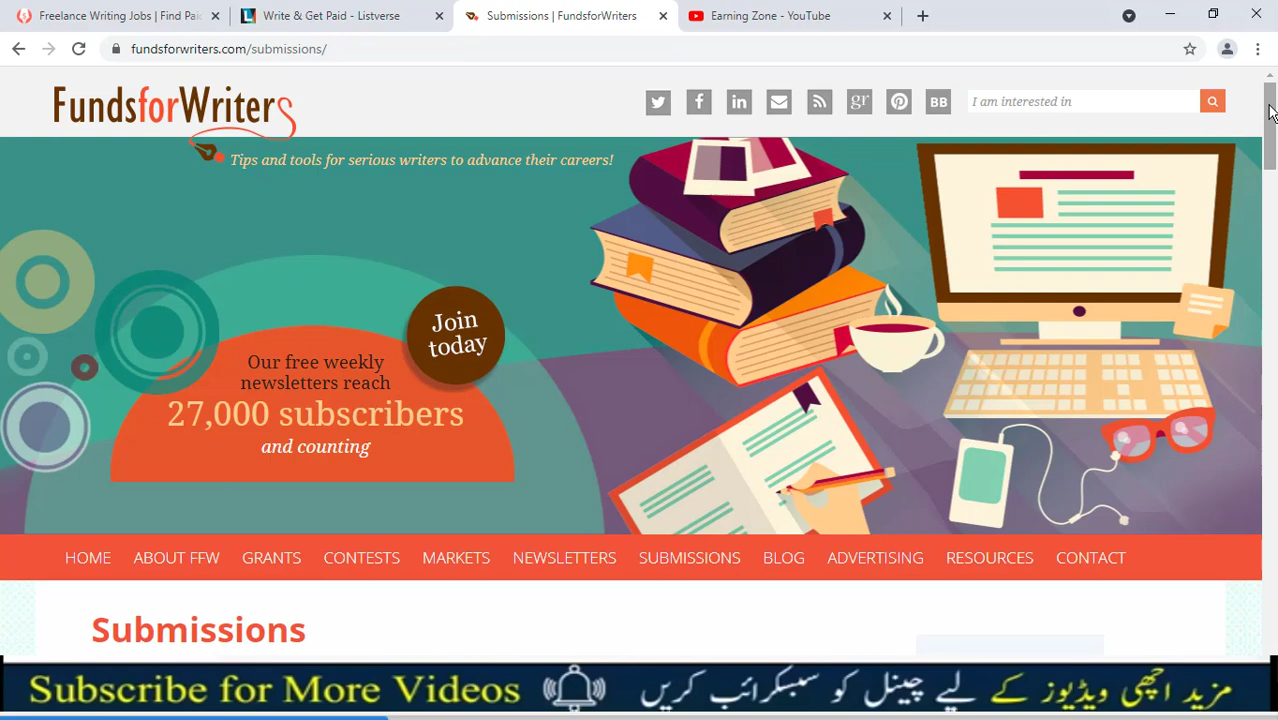 Freelance Writing Jobs | Find Pai
Write & Get Paid - Listverse
Submissions | FundsforWriters
Earning Zone - YouTube
fundsforwriters.com/submissions/
FundsforWriters
gr
BB
I am interested in
Tips and tools for serious writers to advance their careers!
Join
today
Our free weekly
newsletters reach
27,000 subscribers
and counting
HOME ABOUT FFW GRANTS CONTESTS MARKETS NEWSLETTERS SUBMISSIONS BLOG ADVERTISING RESOURCES CONTACT
Submissions
Subscribe for More Videos
مزید اچھی ویڈیوز کے لیے چینل کو سبسکرائب کریں